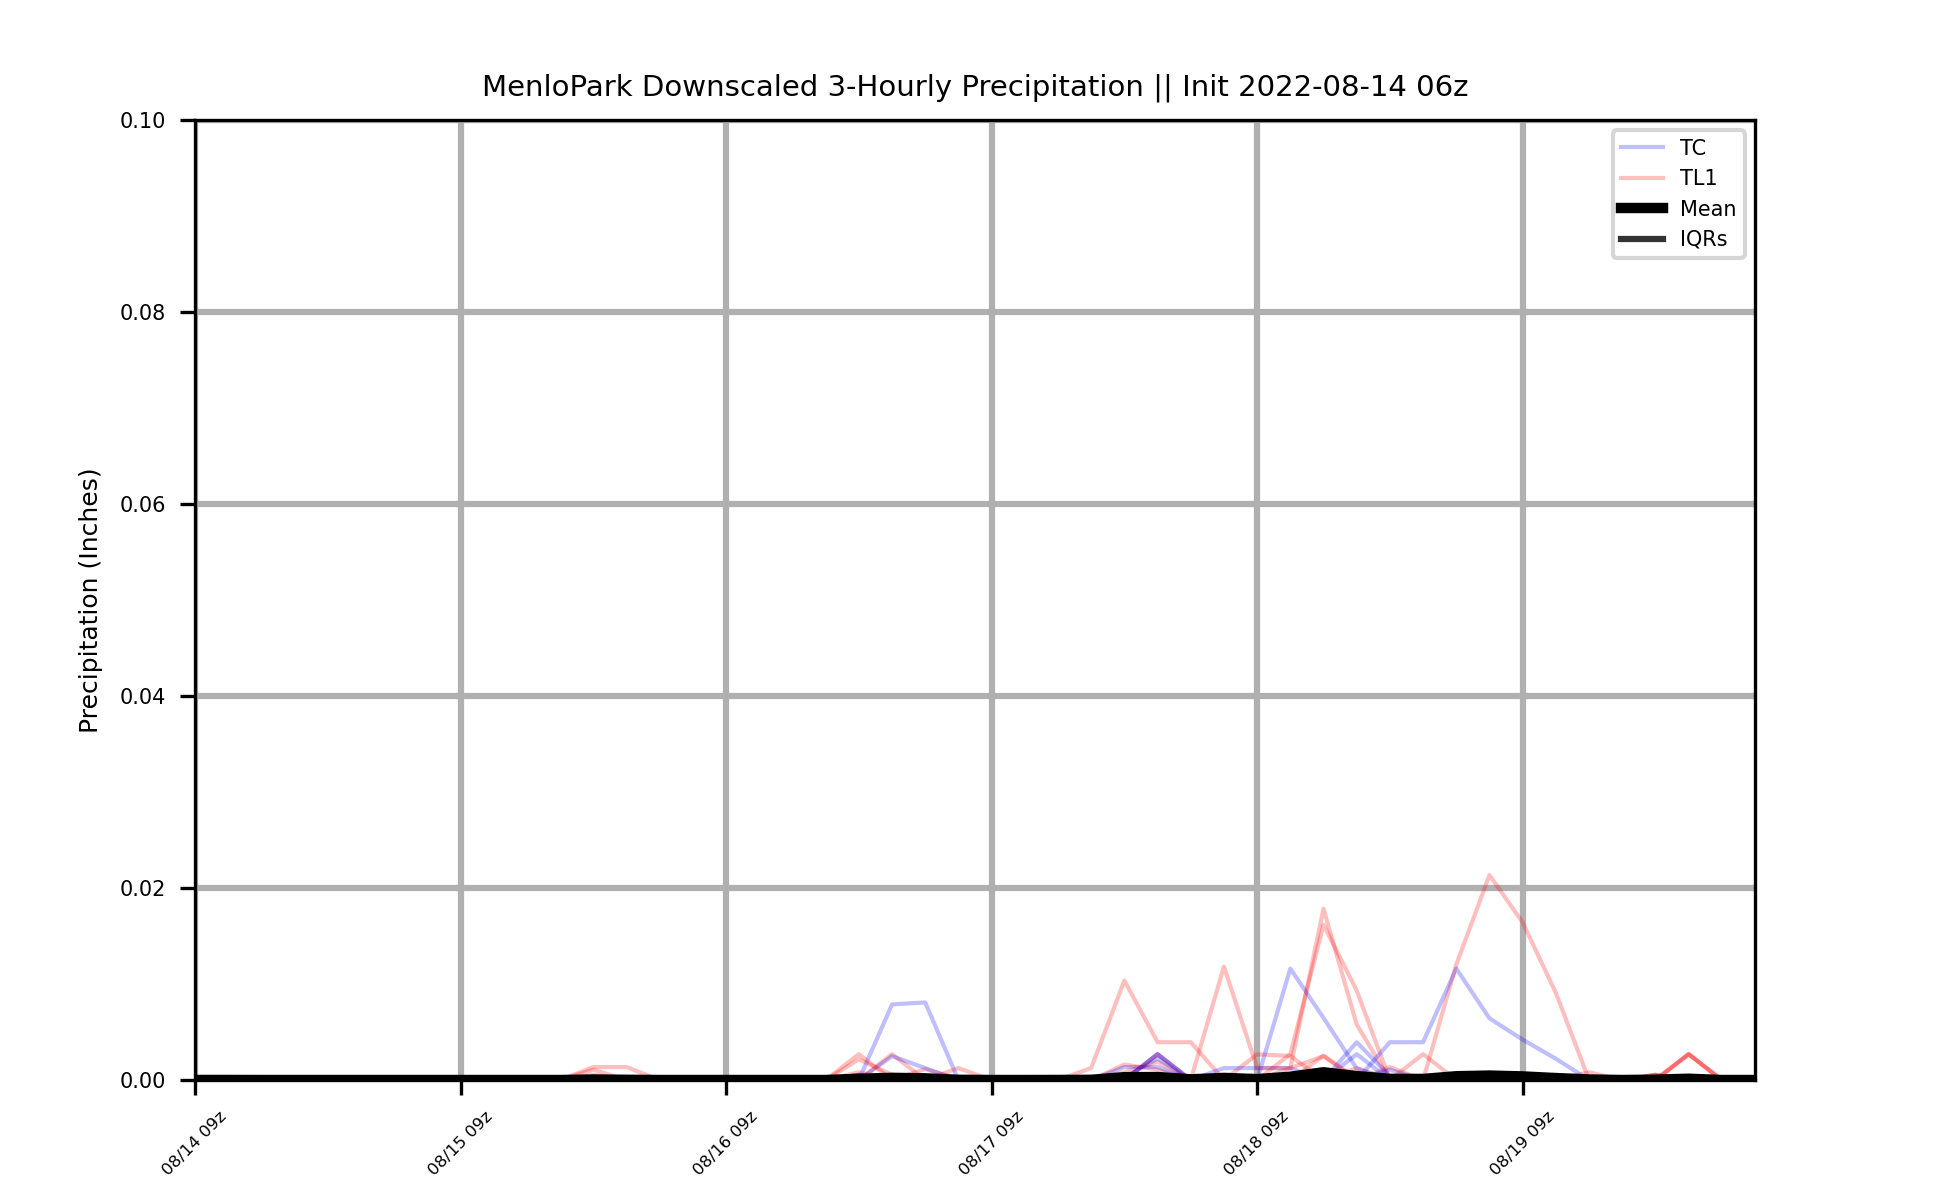 MenloPark Downscaled 3-Hourly Precipitation || Init 2022-08-14 06z
TC
TL1
Mean
IQRs
Precipitation (Inches)
0.10
0.08
0.06
0.04
0.02
0.00
08/14 09z
08/15 09z
08/16 09z
08/17 09z
08/18 09z
08/19 09z